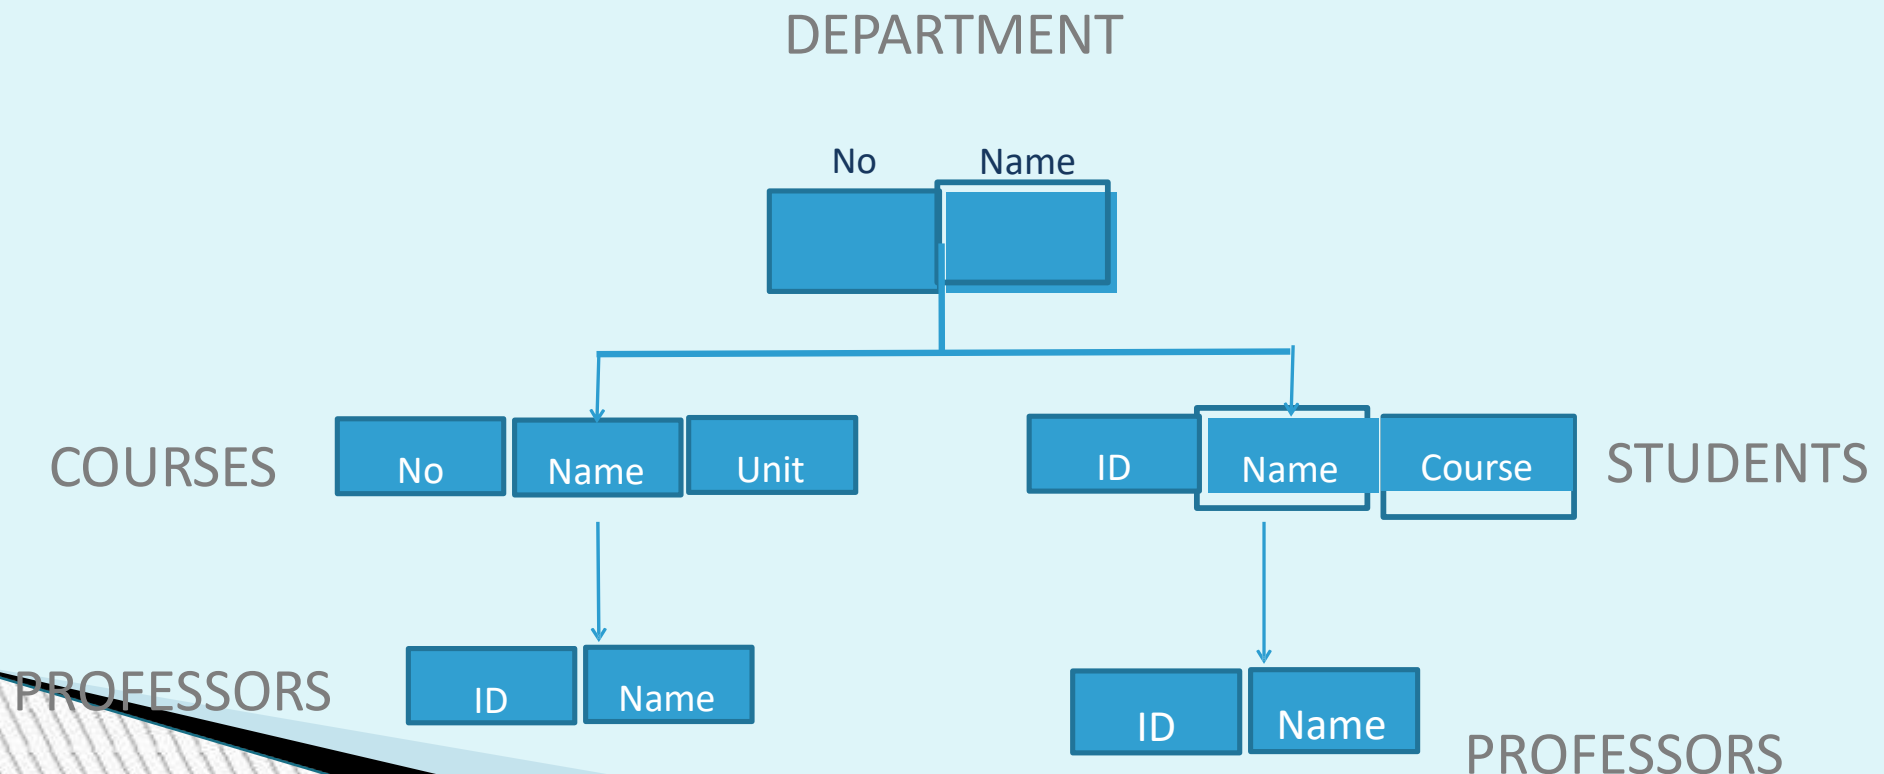 DEPARTMENT
No Name
COURSES No Name Unit ID Name Course STUDENTS
PROFESSORS ID Name
ID Name
PROFESSORS